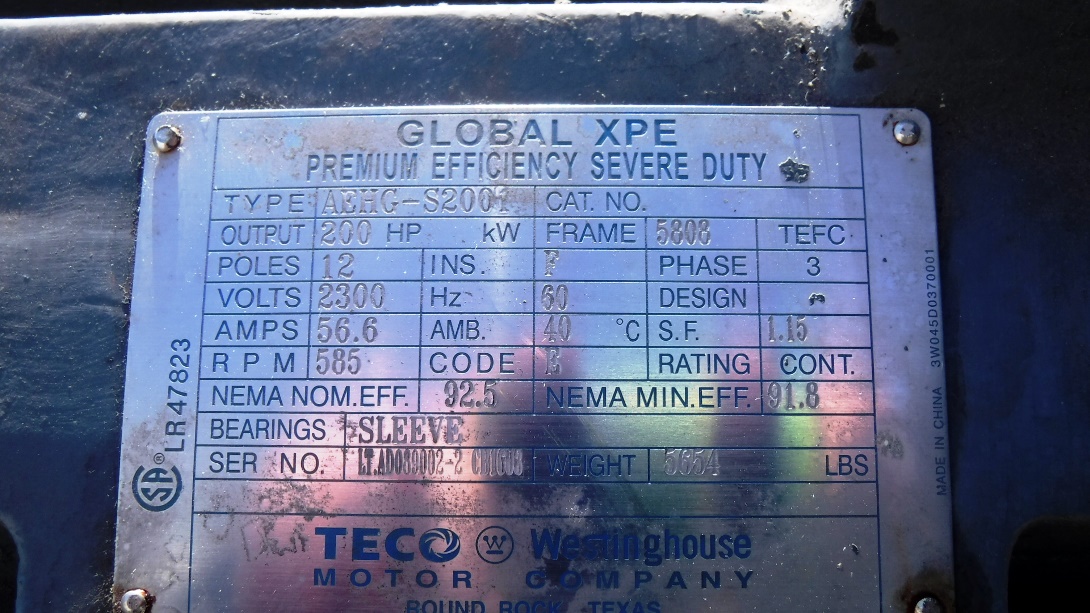 GLOBAL XPE
PREMIUM EFFICIENCY SEVERE DUTY
TYPE CAT. NO.
OUTPUT 200 HP kW FRAME 5808 TEFC
POLES 12 INS. F PHASE 3
VOLTS 2300 Hz 60 DESIGN
AMPS 56.6 AMB. 40 °C S.F. 1.15
RPM 585 CODE E RATING CONT.
NEMA NOM.EFF. 92.5 NEMA MIN.EFF. 91.8
BEARINGS SLEEVE
SER NO. WEIGHT 5654 LBS
TECO W Westinghouse
MOTOR COMPANY
ROUND ROCK, TEXAS
SA® LR 47823
MADE IN CHINA 3W045D0370001